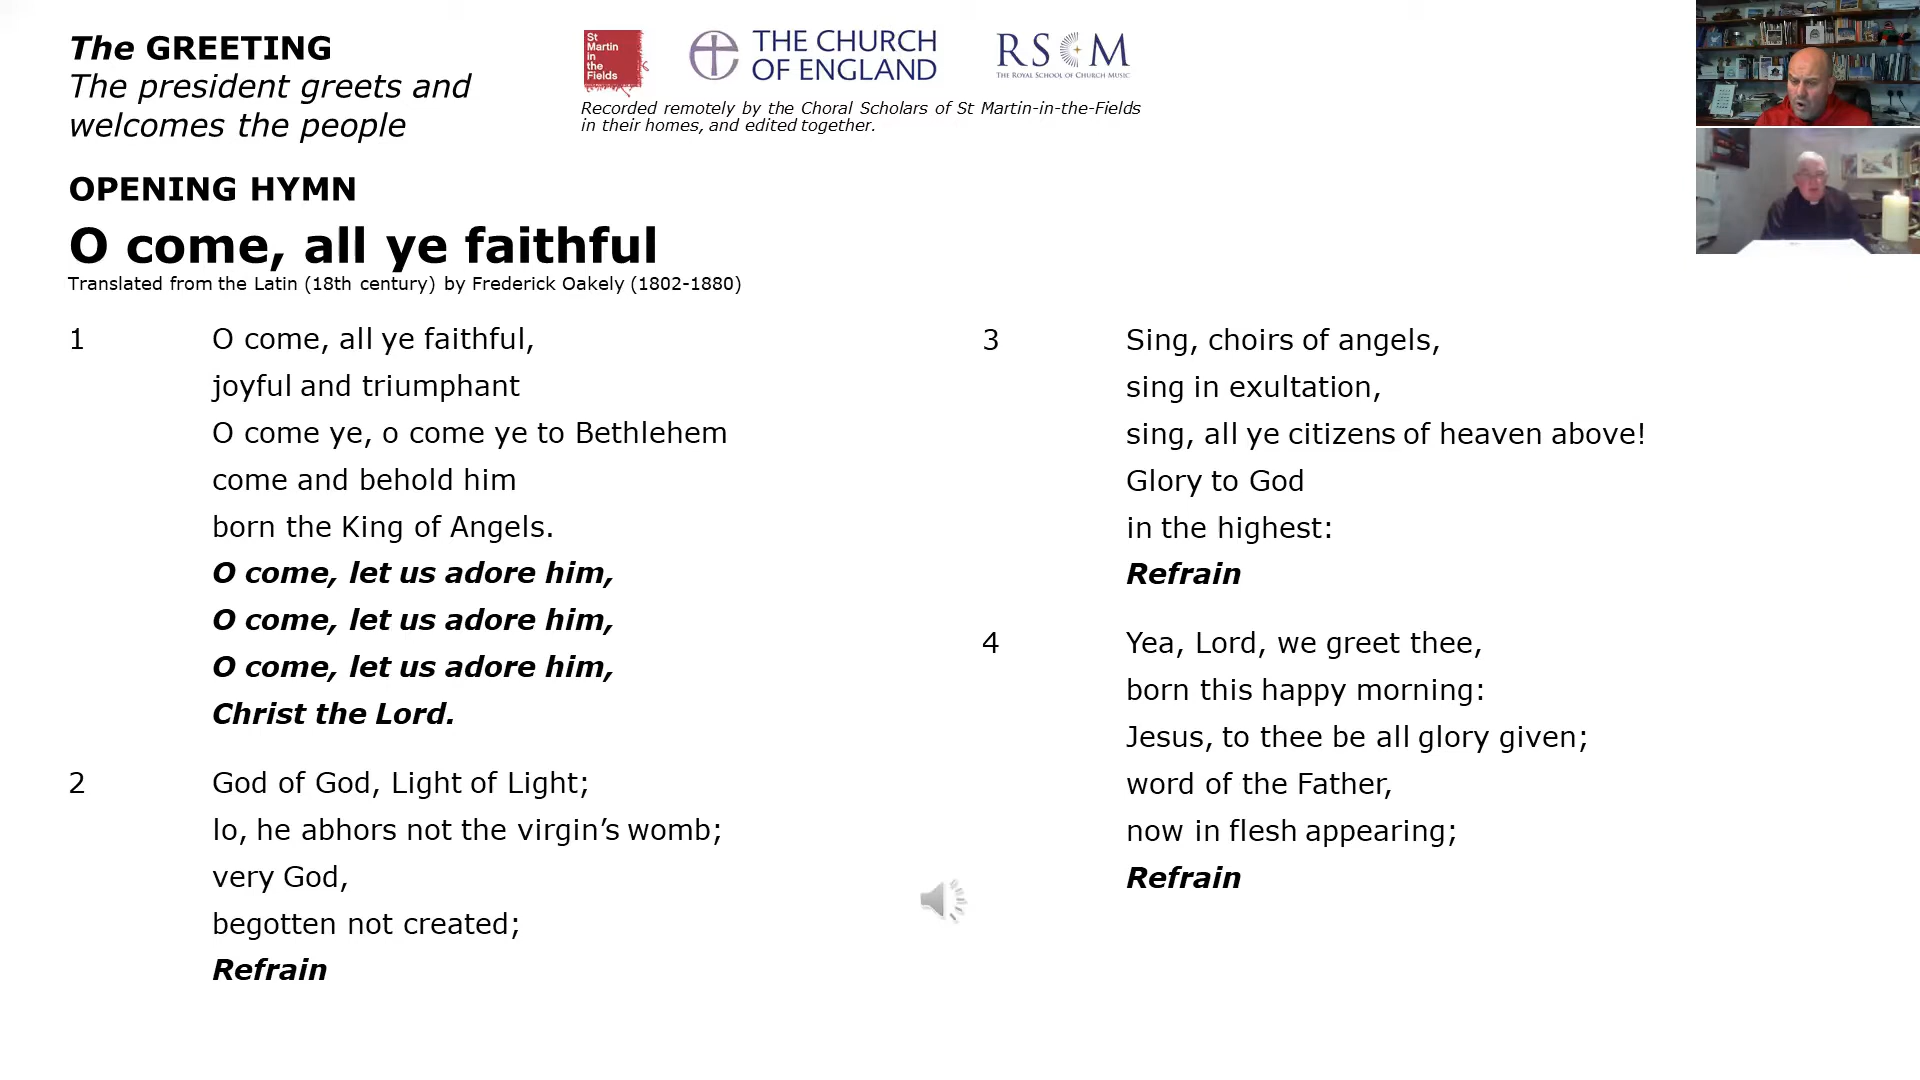 The GREETING
The president greets and
welcomes the people
St
Martin
in
the
Fields
THE CHURCH
OF ENGLAND
RSCM
THE ROYAL SCHOOL OF CHURCH MUSIC
Recorded remotely by the Choral Scholars of St Martin-in-the-Fields
in their homes, and edited together.
OPENING HYMN
O come, all ye faithful
Translated from the Latin (18th century) by Frederick Oakely (1802-1880)
1 O come, all ye faithful,
joyful and triumphant
O come ye, o come ye to Bethlehem
come and behold him
born the King of Angels.
O come, let us adore him,
O come, let us adore him,
O come, let us adore him,
Christ the Lord.
2 God of God, Light of Light;
lo, he abhors not the virgin’s womb;
very God,
begotten not created;
Refrain
3 Sing, choirs of angels,
sing in exultation,
sing, all ye citizens of heaven above!
Glory to God
in the highest:
Refrain
4 Yea, Lord, we greet thee,
born this happy morning:
Jesus, to thee be all glory given;
word of the Father,
now in flesh appearing;
Refrain